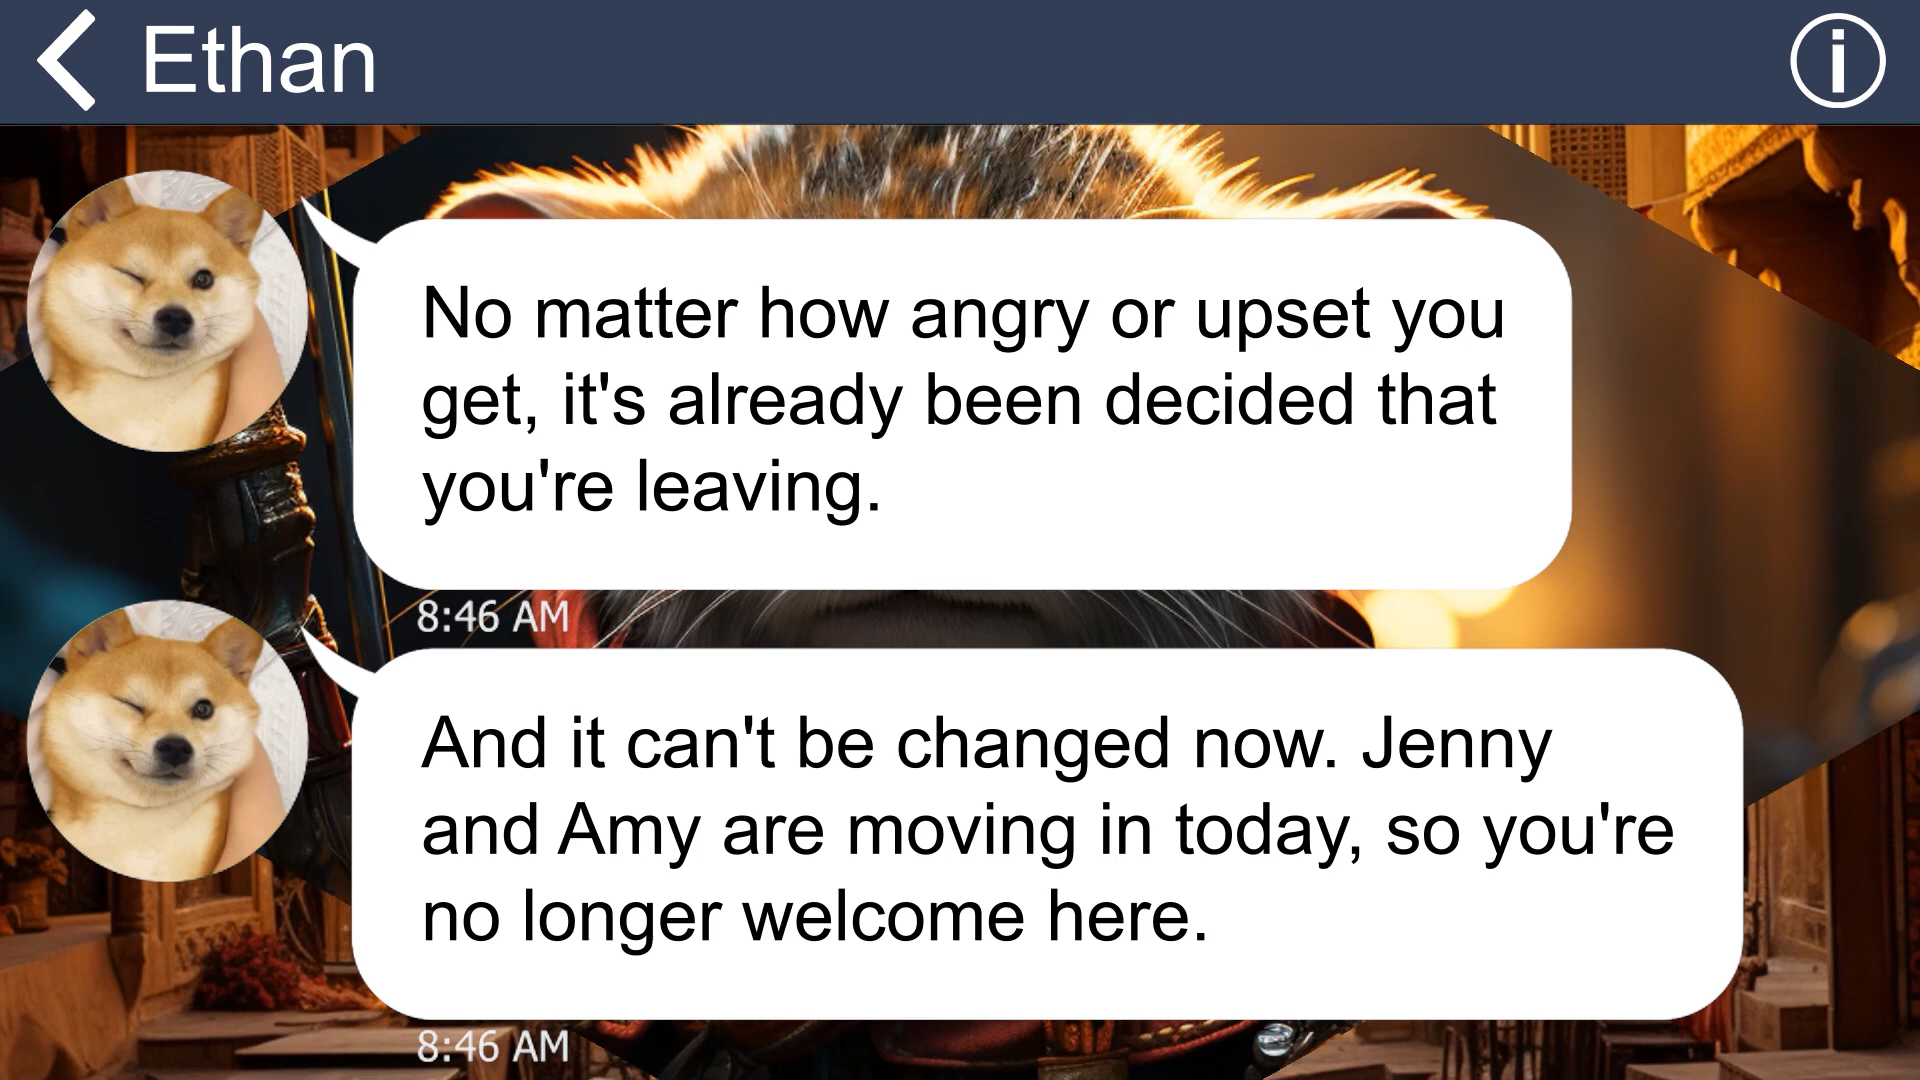 Ethan
No matter how angry or upset you
get, it's already been decided that
you're leaving.
8:46 AM
And it can't be changed now. Jenny
and Amy are moving in today, so you're
no longer welcome here.
8:46 AM